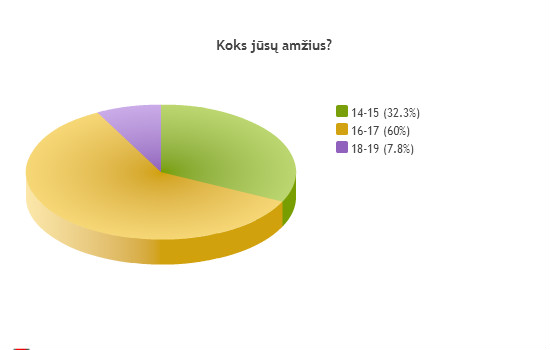 Koks jūsų amžius?
14-15 (32.3%)
16-17 (60%)
18-19 (7.8%)